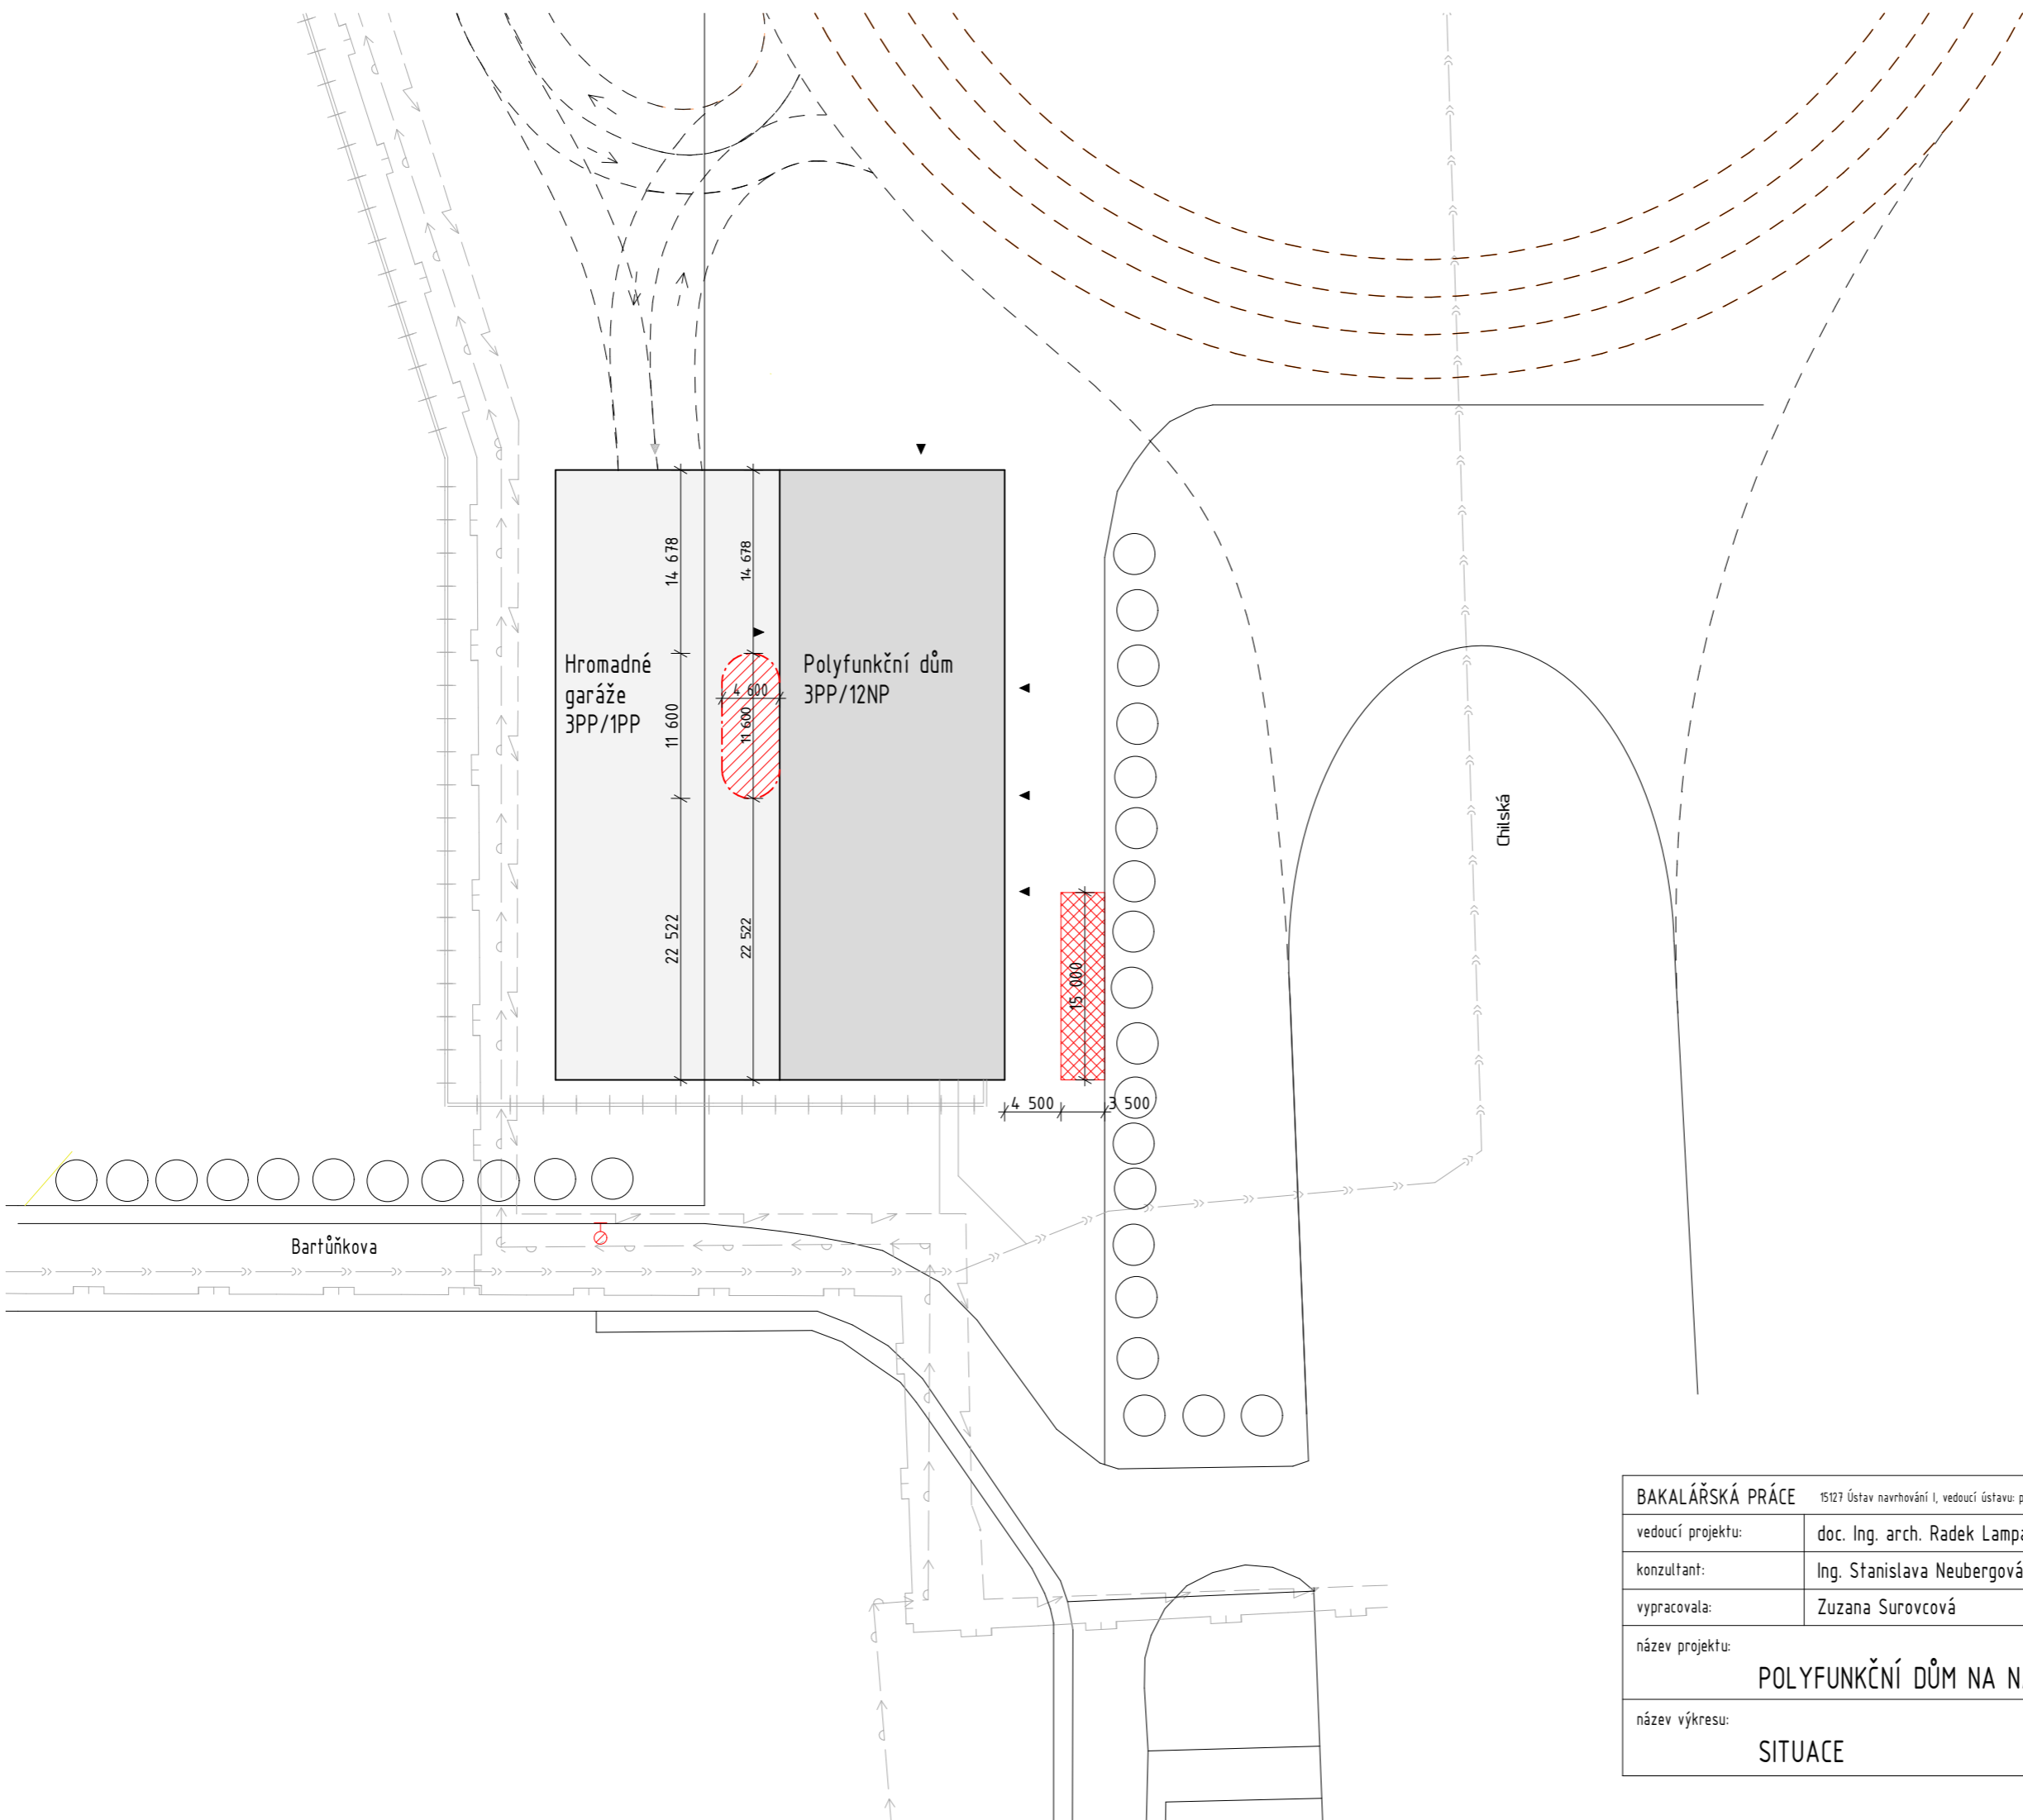 14 678
14 678
Hromadné
garáže
3PP/1PP
Polyfunkční dům
3PP/12NP
4 600
11 600
11 600
Chilská
22 522
22 522
15 000
4 500
3 500
Bartůňkova
BAKALÁŘSKÁ PRÁCE 15127 Ústav navrhování I, vedoucí ústavu:
vedoucí projektu: doc. Ing. arch. Radek Lampa
konzultant: Ing. Stanislava Neubergová
vypracovala: Zuzana Surovcová
název projektu:
POLYFUNKČNÍ DŮM NA
název výkresu:
SITUACE